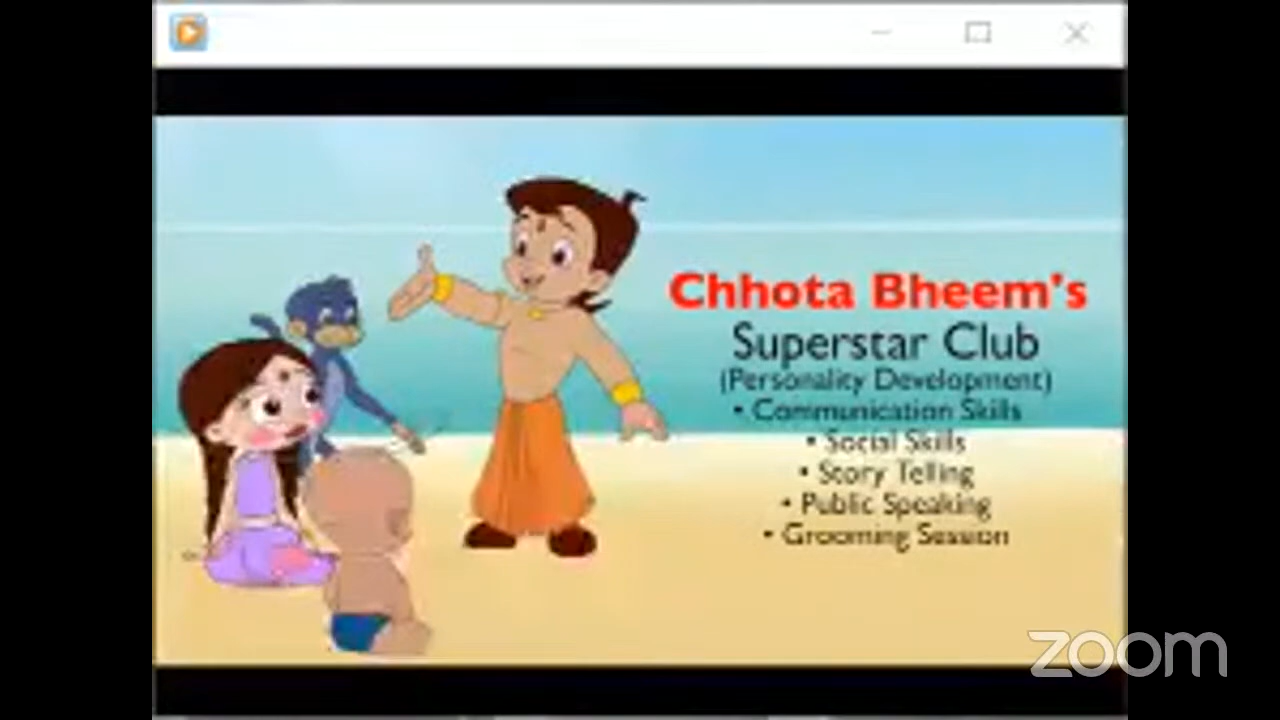 Chhota Bheem's
Superstar Club
(Personality Development)
• Communication Skills
• Social Skills
• Story Telling
• Public Speaking
• Grooming Session
zoom